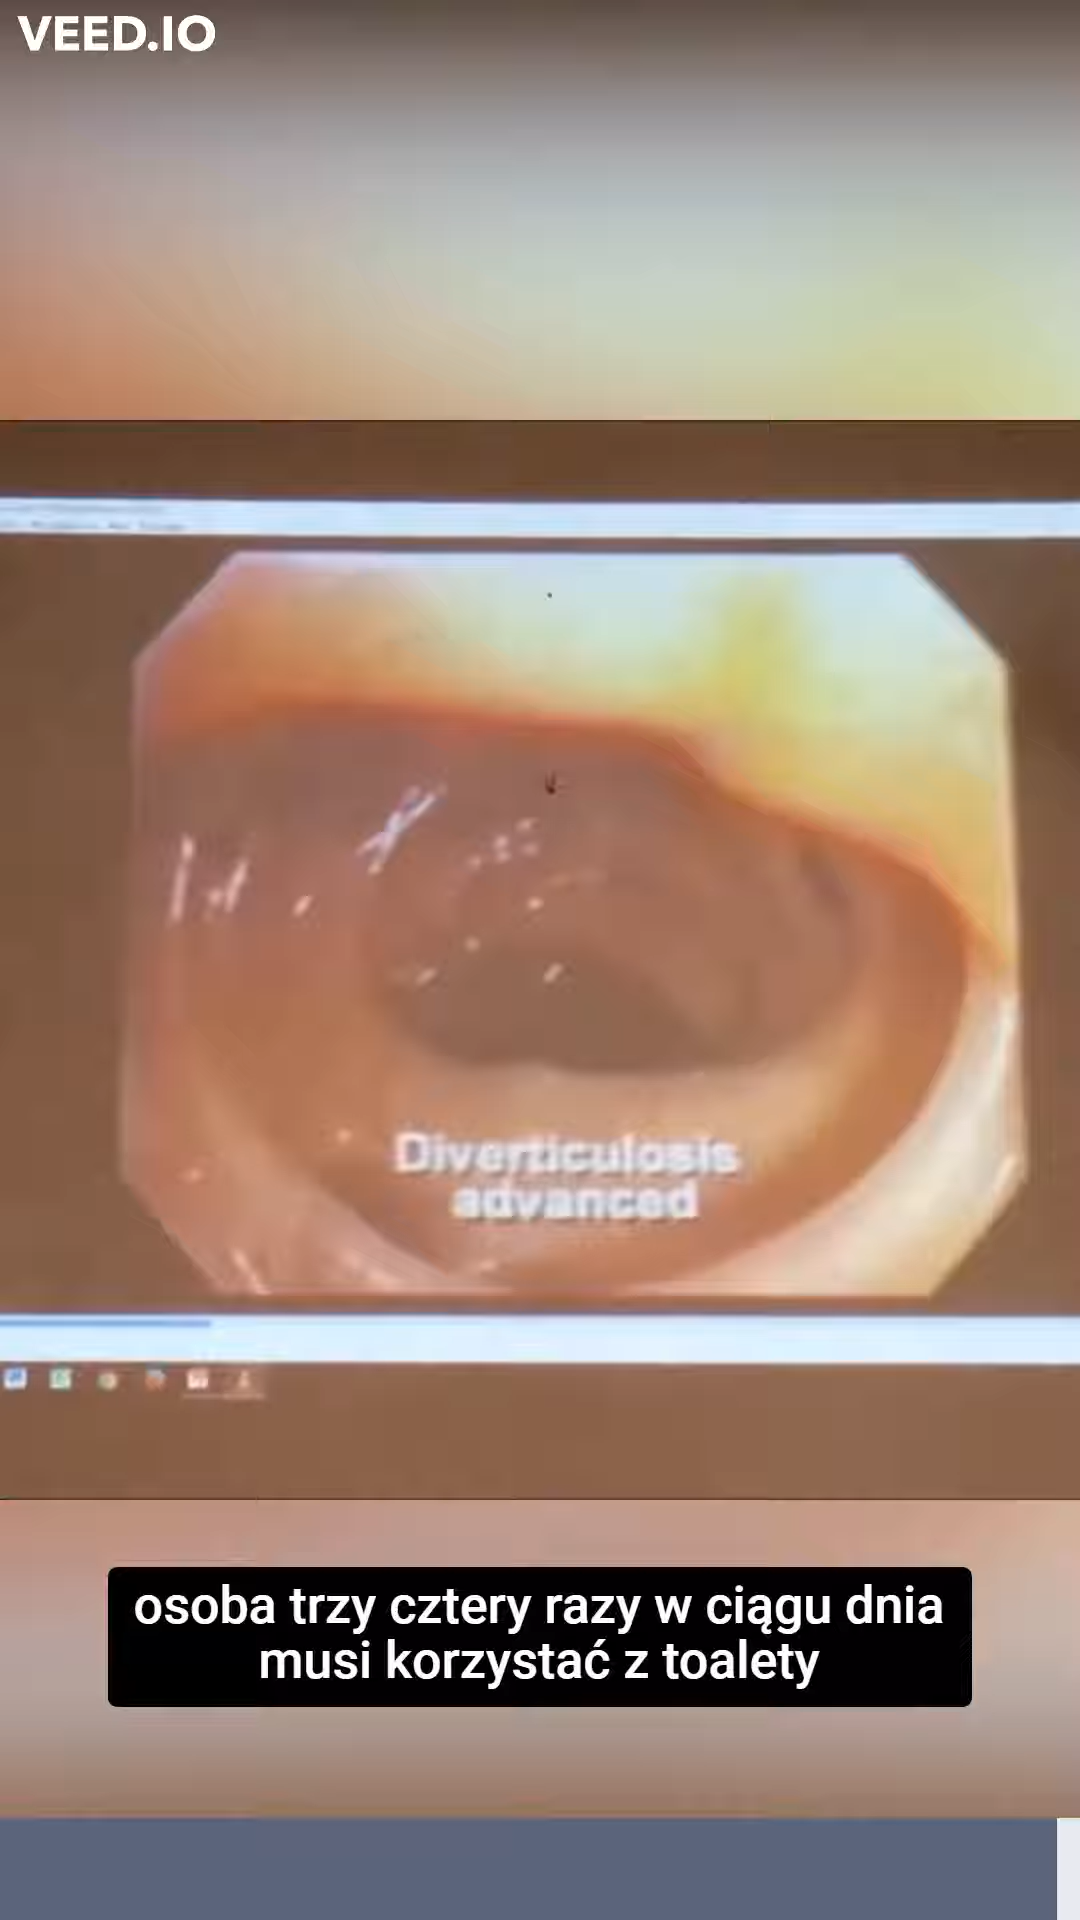 VEED.IO
Diverticulosis
advanced
osoba trzy cztery razy w ciągu dnia
musi korzystać z toalety